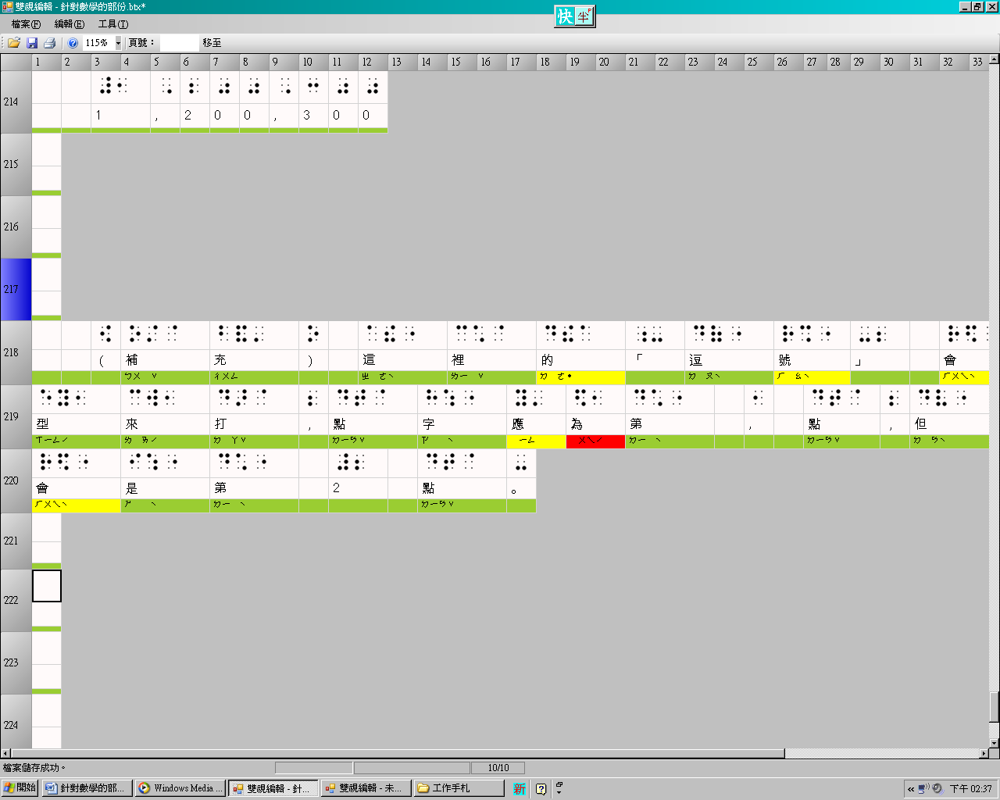 雙視編輯 - 針對數學的部份.btx*
快 半
檔案(F) 編輯(E) 工具(T)
115% 頁號： 移至
1 2 3 4 5 6 7 8 9 10 11 12 13 14 15 16 17 18 19 20 21 22 23 24 25 26 27 28 29 30 31 32 33
214
1 , 2 0 0 , 3 0 0
215
216
217
218
( 補 充 ) 這 裡 的 「 逗 號 」 會
ㄅㄨ ˇ ㄔㄨㄥ ㄓ ㄜˋ ㄌㄧ ˇ ㄉ ㄜ˙ ㄉ ㄡˋ ㄏ ㄠˋ ㄏㄨㄟˋ
219
型 來 打 , 點 字 應 為 第 , 點 , 但
ㄒㄧㄥˊ ㄌ ㄞˊ ㄉ ㄚˇ ㄉㄧㄢˇ ㄗ ˋ ㄧㄥ ㄨㄟˊ ㄉㄧ ˋ ㄉㄧㄢˇ ㄉ ㄢˋ
220
會 是 第 2 點 。
ㄏㄨㄟˋ ㄕ ˋ ㄉㄧ ˋ ㄉㄧㄢˇ
221
222
223
224
檔案儲存成功。 10/10
開始 針對數學的部... Windows Media ... 雙視編輯 - 針... 雙視編輯 - 未... 工作手札 新 « 下午 02:37